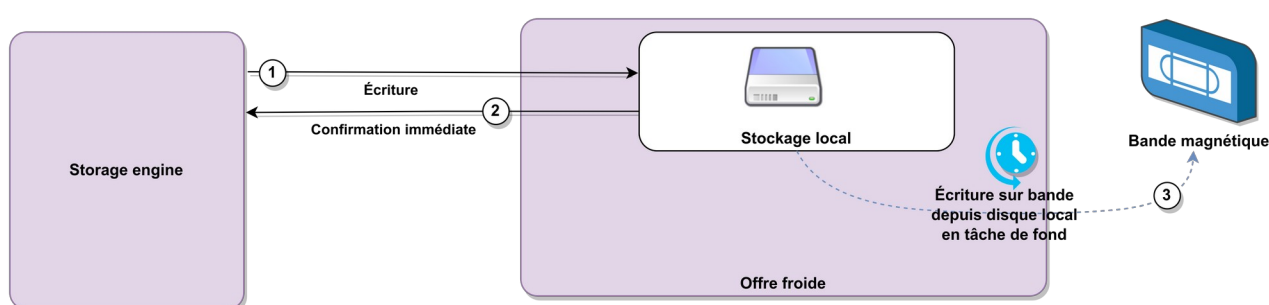 1
Écriture
2
Confirmation immédiate
Storage engine
Stockage local
Bande magnétique
Écriture sur bande
depuis disque local
en tâche de fond
3
Offre froide